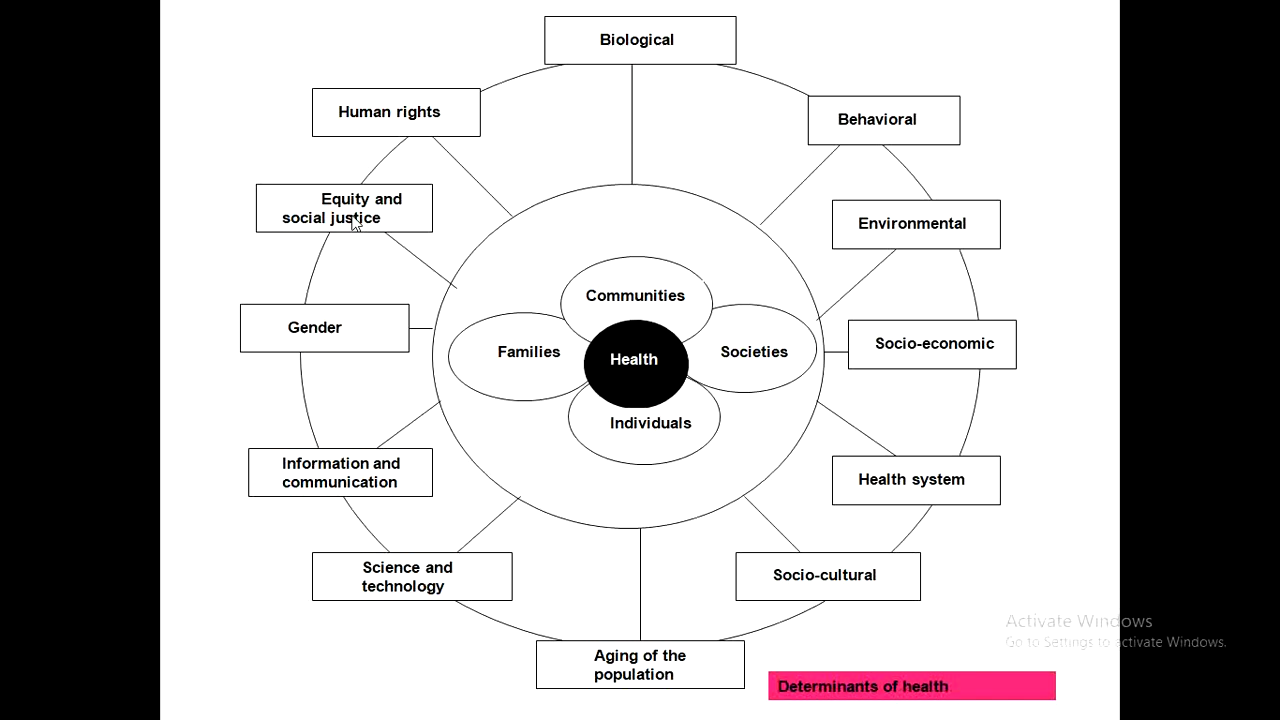 Biological
Human rights
Behavioral
Equity and
social justice
Environmental
Communities
Gender
Socio-economic
Families
Health
Societies
Individuals
Information and
communication
Health system
Science and
technology
Socio-cultural
Activate Windows
Go to Settings to activate Windows.
Aging of the
population
Determinants of health